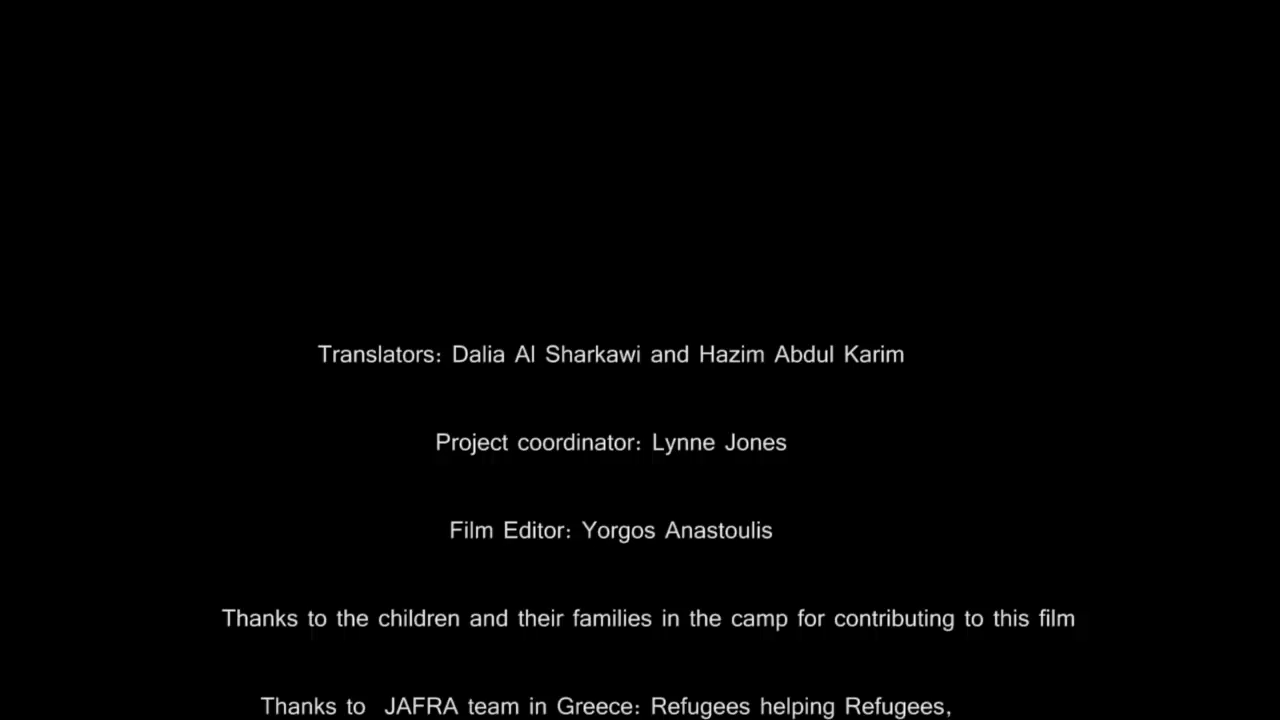 Translators: Dalia Al Sharkawi and Hazim Abdul Karim
Project coordinator: Lynne Jones
Film Editor: Yorgos Anastoulis
Thanks to the children and their families in the camp for contributing to this film
Thanks to  JAFRA team in Greece: Refugees helping Refugees,